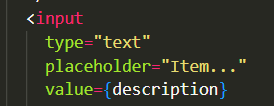 <input
type="text"
placeholder="Item..."
value={description}